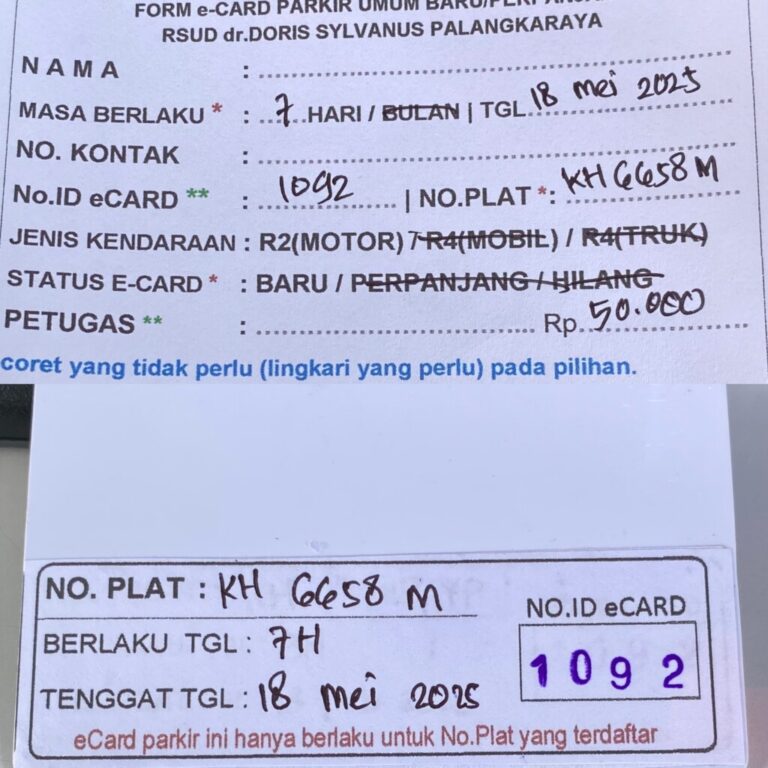 FORM e-CARD PARKIR UMUM BARU/PERPANJANG
RSUD dr.DORIS SYLVANUS PALANGKARAYA
NAMA :
MASA BERLAKU * : 7 HARI / BULAN | TGL 18 mei 2025
NO. KONTAK :
No.ID eCARD ** : 1092 | NO.PLAT *: KH 6658 M
JENIS KENDARAAN : R2(MOTOR) / R4(MOBIL) / R4(TRUK)
STATUS E-CARD * : BARU / PERPANJANG / HILANG
PETUGAS ** : Rp. 50.000
coret yang tidak perlu (lingkari yang perlu) pada pilihan.
NO. PLAT : KH 6658 M
NO.ID eCARD
BERLAKU TGL : 7H
1092
TENGGAT TGL : 18 mei 2025
eCard parkir ini hanya berlaku untuk No.Plat yang terdaftar